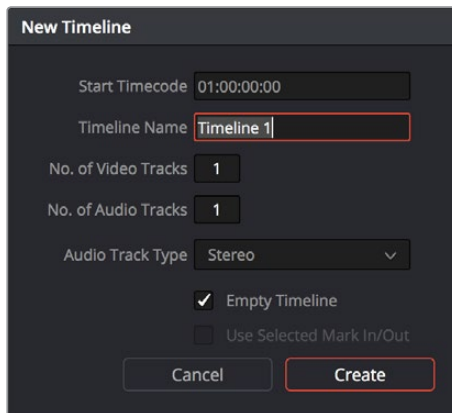 New Timeline
Start Timecode 01:00:00:00
Timeline Name Timeline 1
No. of Video Tracks 1
No. of Audio Tracks 1
Audio Track Type Stereo
Empty Timeline
Use Selected Mark In/Out
Cancel Create